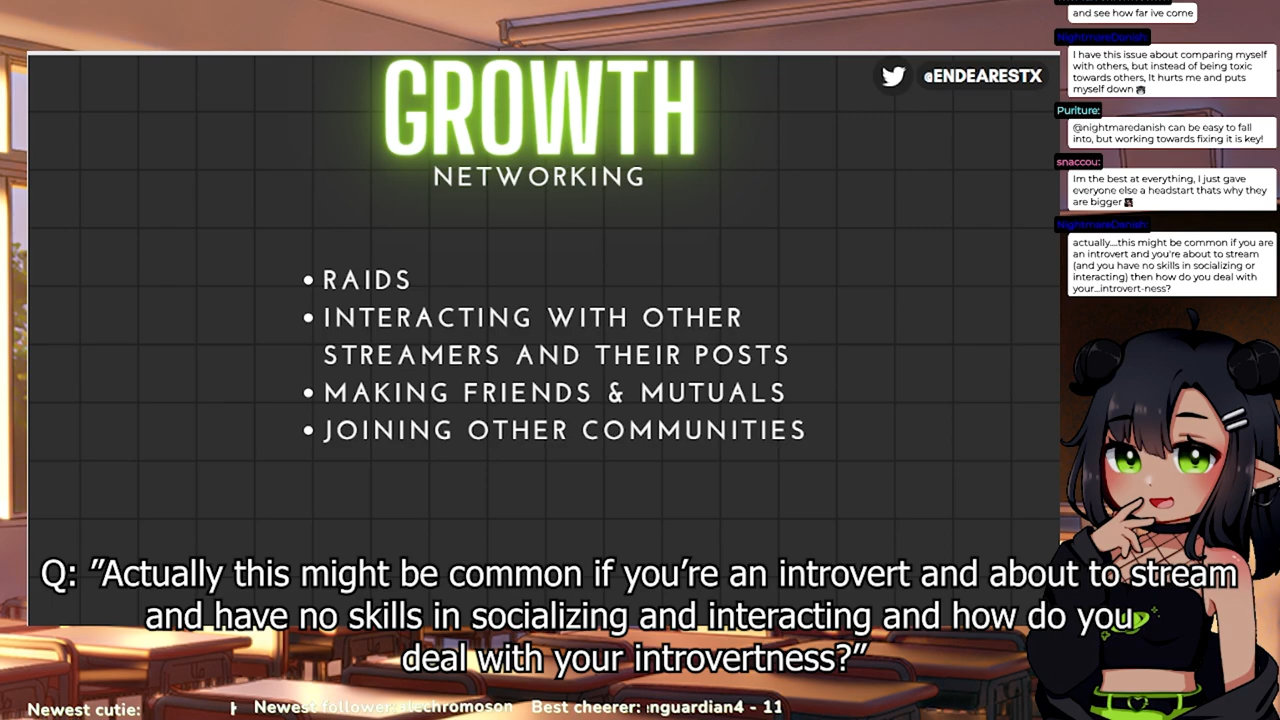 GROWTH
NETWORKING
@ENDEARESTX
• RAIDS
• INTERACTING WITH OTHER
STREAMERS AND THEIR POSTS
• MAKING FRIENDS & MUTUALS
• JOINING OTHER COMMUNITIES
and see how far ive come
NightmareDanish:
I have this issue about comparing myself
with others, but instead of being toxic
towards others, It hurts me and puts
myself down
Puriture:
@nightmaredanish can be easy to fall
into, but working towards fixing it is key!
snaccou:
Im the best at everything, I just gave
everyone else a headstart thats why they
are bigger
NightmareDanish:
actually....this might be common if you are
an introvert and you're about to stream
(and you have no skills in socializing or
interacting) then how do you deal with
your...introvert-ness?
Q: "Actually this might be common if you're an introvert and about to stream
and have no skills in socializing and interacting and how do you
deal with your introvertness?"
Newest cutie:
Newest follower
Best cheerer:
nguardian4 - 11